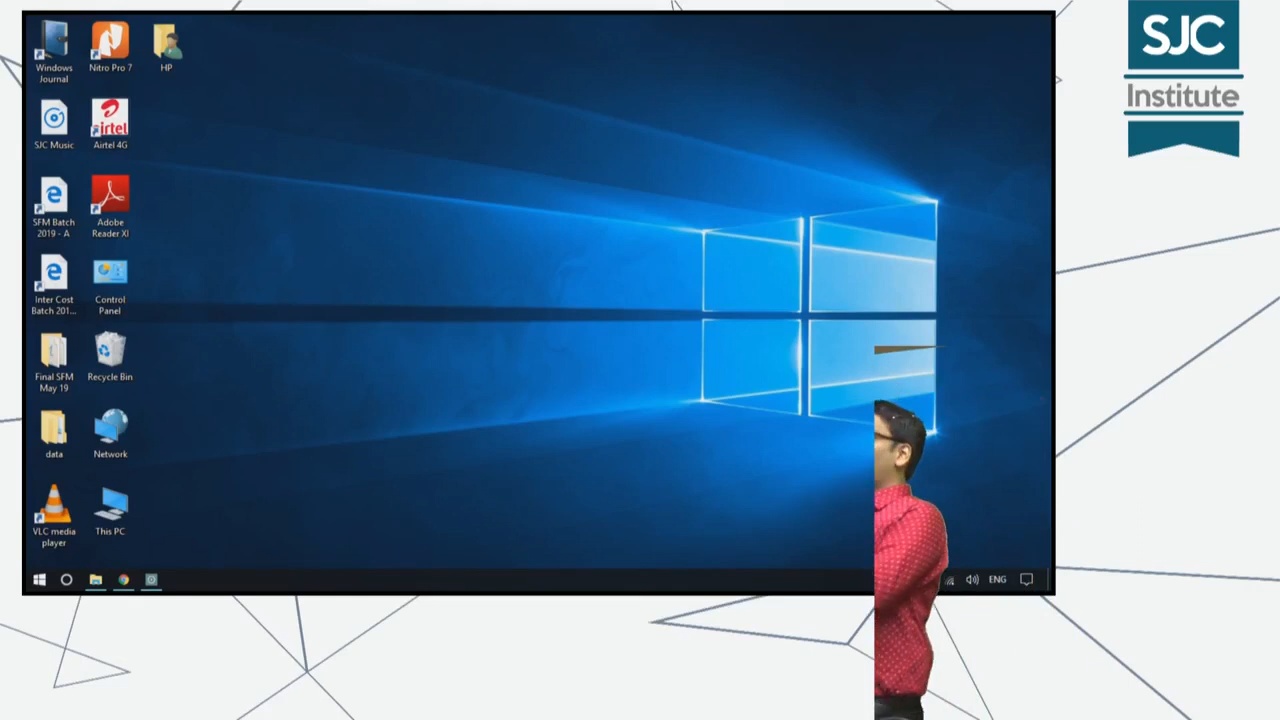 SJC
Institute
Windows
Journal
Nitro Pro 7
HP
SJC Music
airtel
Airtel 4G
SFM Batch
2019 - A
Adobe
Reader XI
Inter Cost
Batch 201...
Control
Panel
Final SFM
May 19
Recycle Bin
data
Network
VLC media
player
This PC
ENG